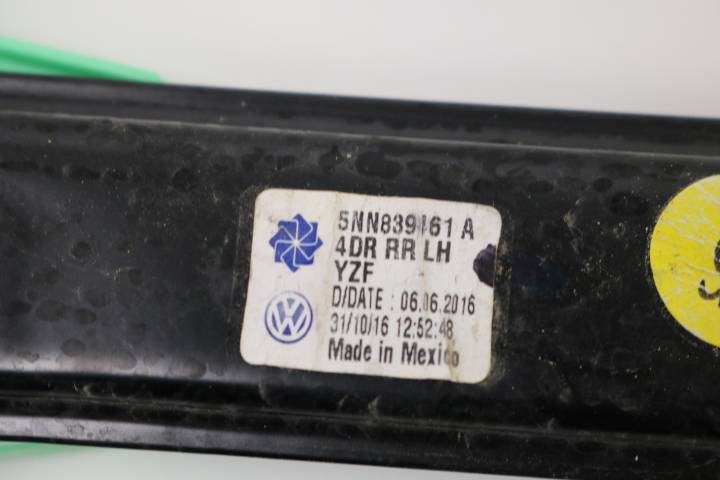 5NN839461 A
4DR RR LH
YZF
D/DATE : 06.06.2016
31/10/16 12:52:48
Made in Mexico